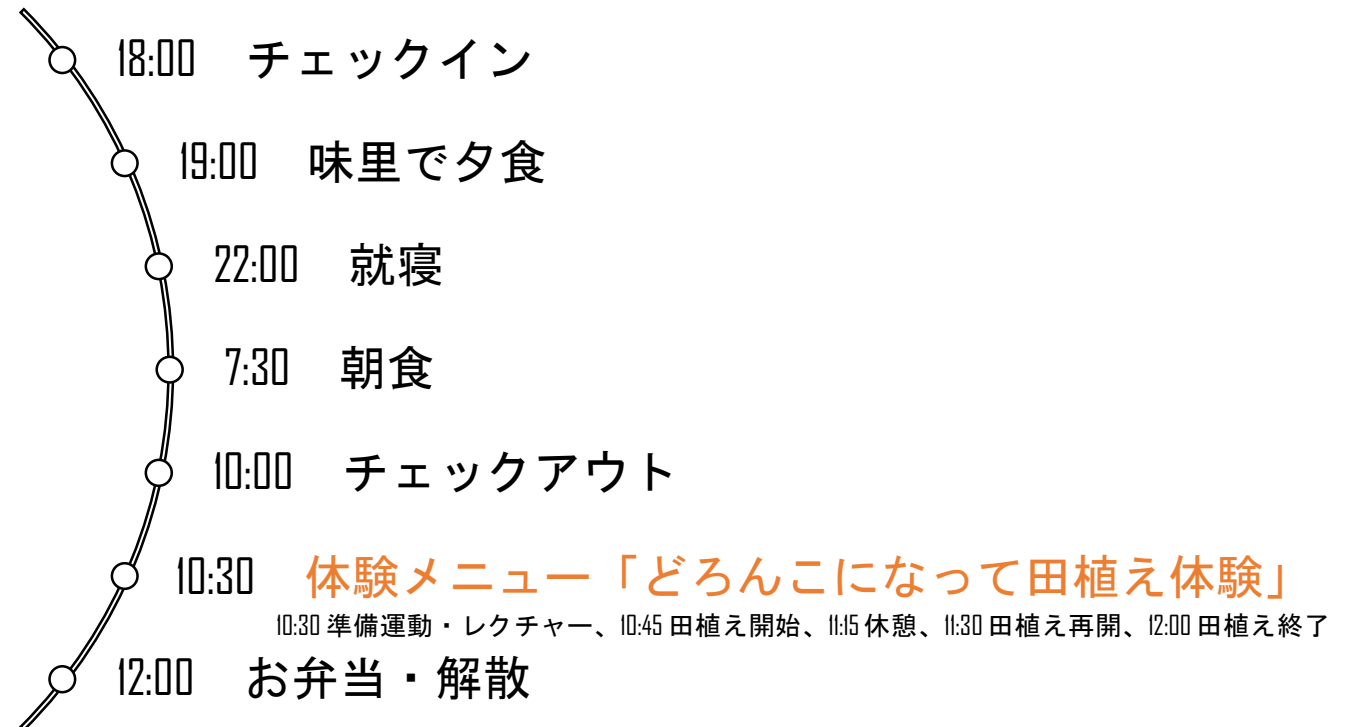 18:00　チェックイン
19:00　味里で夕食
22:00　就寝
7:30　朝食
10:00　チェックアウト
10:30　体験メニュー「どろんこになって田植え体験」
10:30 準備運動・レクチャー、10:45 田植え開始、11:15 休憩、11:30 田植え再開、12:00 田植え終了
12:00　お弁当・解散